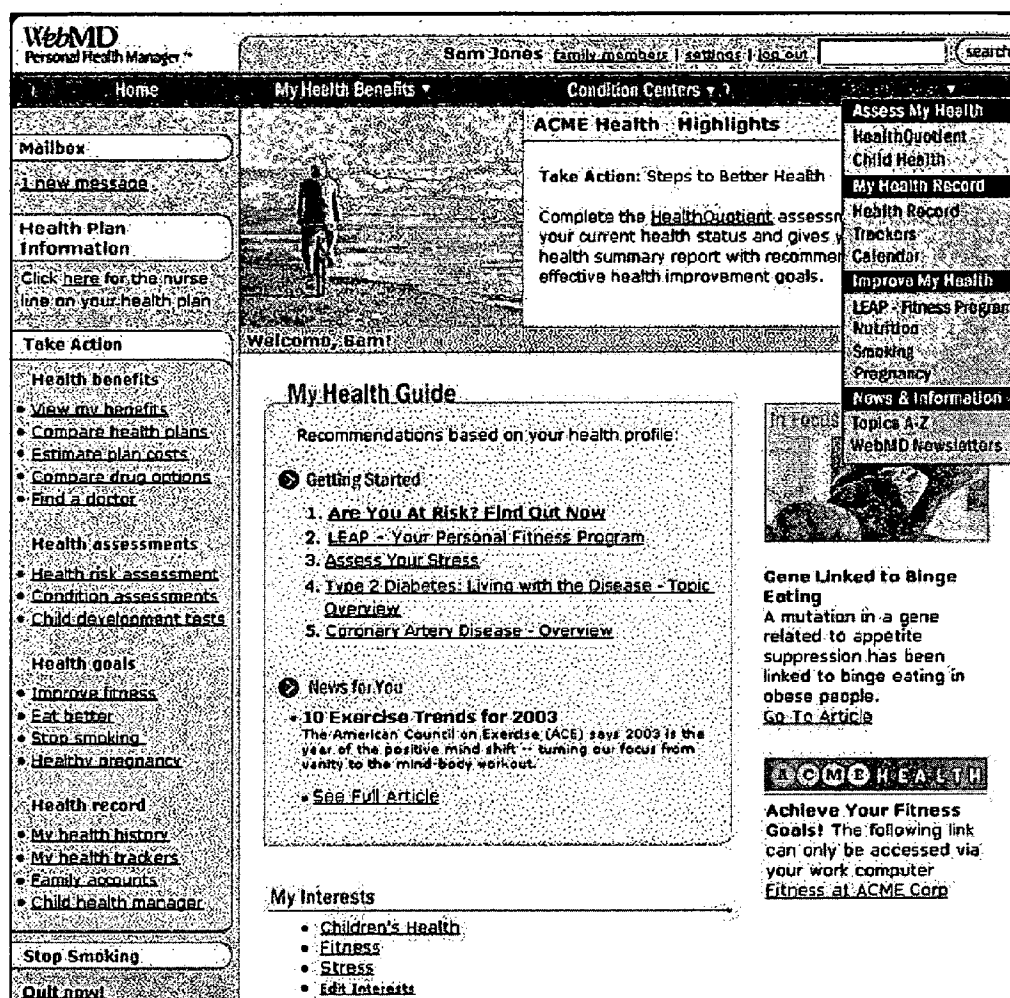 WebMD
Personal Health Manager
Sam Jones family members | settings | log out search
Home My Health Benefits Condition Centers
Mailbox
1 new message
Health Plan
Information
Click here for the nurse
line on your health plan
Take Action
Health benefits
View my benefits
Compare health plans
Estimate plan costs
Compare drug options
Find a doctor
Health assessments
Health risk assessment
Condition assessments
Child development tests
Health goals
Improve fitness
Eat better
Stop smoking
Healthy pregnancy
Health record
My health history
My health trackers
Family accounts
Child health manager
Stop Smoking
Quit now!
ACME Health Highlights
Take Action: Steps to Better Health
Complete the HealthQuotient assessm
your current health status and gives y
health summary report with recommer
effective health improvement goals.
Welcome, Sam!
Assess My Health
HealthQuotient
Child Health
My Health Record
Health Record
Trackers
Calendar
Improve My Health
LEAP - Fitness Program
Nutrition
Smoking
Pregnancy
News & Information
Topics A-Z
WebMD Newsletters
My Health Guide
Recommendations based on your health profile:
Getting Started
1. Are You At Risk? Find Out Now
2. LEAP - Your Personal Fitness Program
3. Assess Your Stress
4. Type 2 Diabetes: Living with the Disease - Topic
Overview
5. Coronary Artery Disease - Overview
News for You
10 Exercise Trends for 2003
The American Council on Exercise (ACE) says 2003 is the
year of the positive mind shift -- turning our focus from
vanity to the mind-body workout.
See Full Article
My Interests
Children's Health
Fitness
Stress
Edit Interests
In Focus
Gene Linked to Binge
Eating
A mutation in a gene
related to appetite
suppression has been
linked to binge eating in
obese people.
Go To Article
ACME HEALTH
Achieve Your Fitness
Goals! The following link
can only be accessed via
your work computer
Fitness at ACME Corp